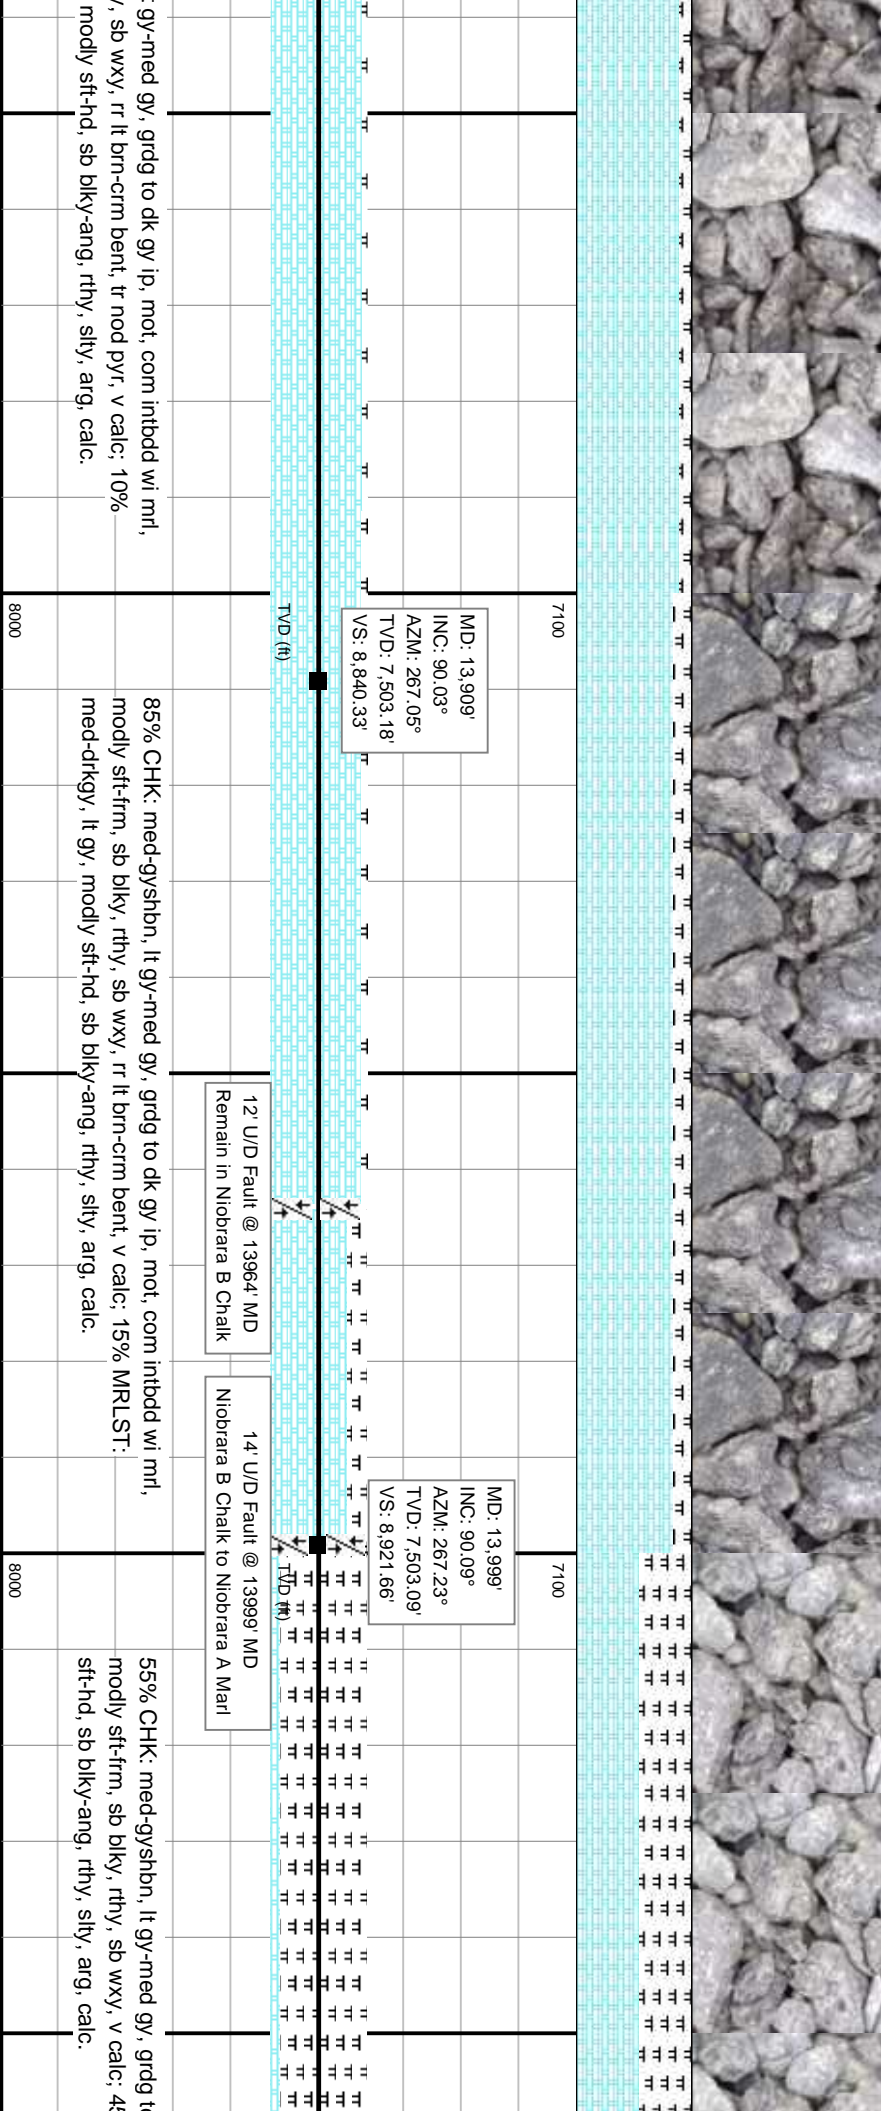 : gy-med gy, grdg to dk gy ip, mot, com intbdd wi mrl,
, sb wxy, rr lt brn-crm bent, tr nod pyr, v calc; 10%
modly sft-hd, sb blky-ang, rthy, slty, arg, calc.
7100
TVD (ft)
8000
MD: 13,909'
INC: 90.03°
AZM: 267.05°
TVD: 7,503.18'
VS: 8,840.33'
85% CHK: med-gyshbn, lt gy-med gy, grdg to dk gy ip, mot, com intbdd wi mrl,
modly sft-frm, sb blky, rthy, sb wxy, rr lt brn-crm bent, v calc; 15% MRLST:
med-drkgy, lt gy, modly sft-hd, sb blky-ang, rthy, slty, arg, calc.
12' U/D Fault @ 13964' MD
Remain in Niobrara B Chalk
14' U/D Fault @ 13999' MD
Niobrara B Chalk to Niobrara A Marl
MD: 13,999'
INC: 90.09°
AZM: 267.23°
TVD: 7,503.09'
VS: 8,921.66'
7100
TVD (ft)
8000
55% CHK: med-gyshbn, lt gy-med gy, grdg
modly sft-frm, sb blky, rthy, sb wxy, v calc;
sft-hd, sb blky-ang, rthy, slty, arg, calc.